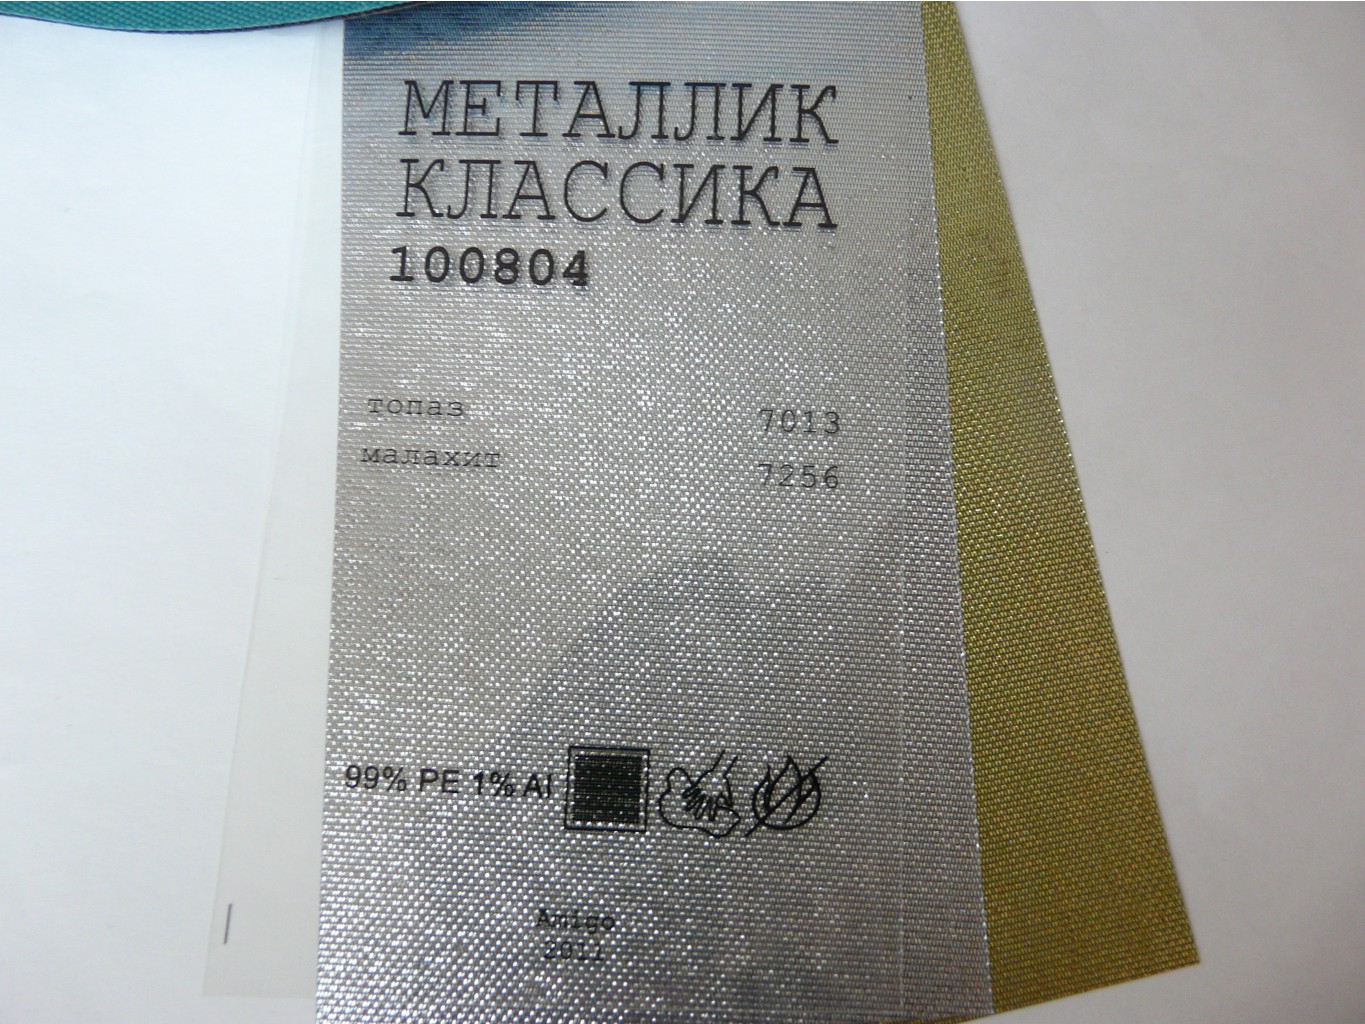 МЕТАЛЛИК
КЛАССИКА
100804
топаз 7013
малахит 7256
99% PE 1% Al
Amigo
2011